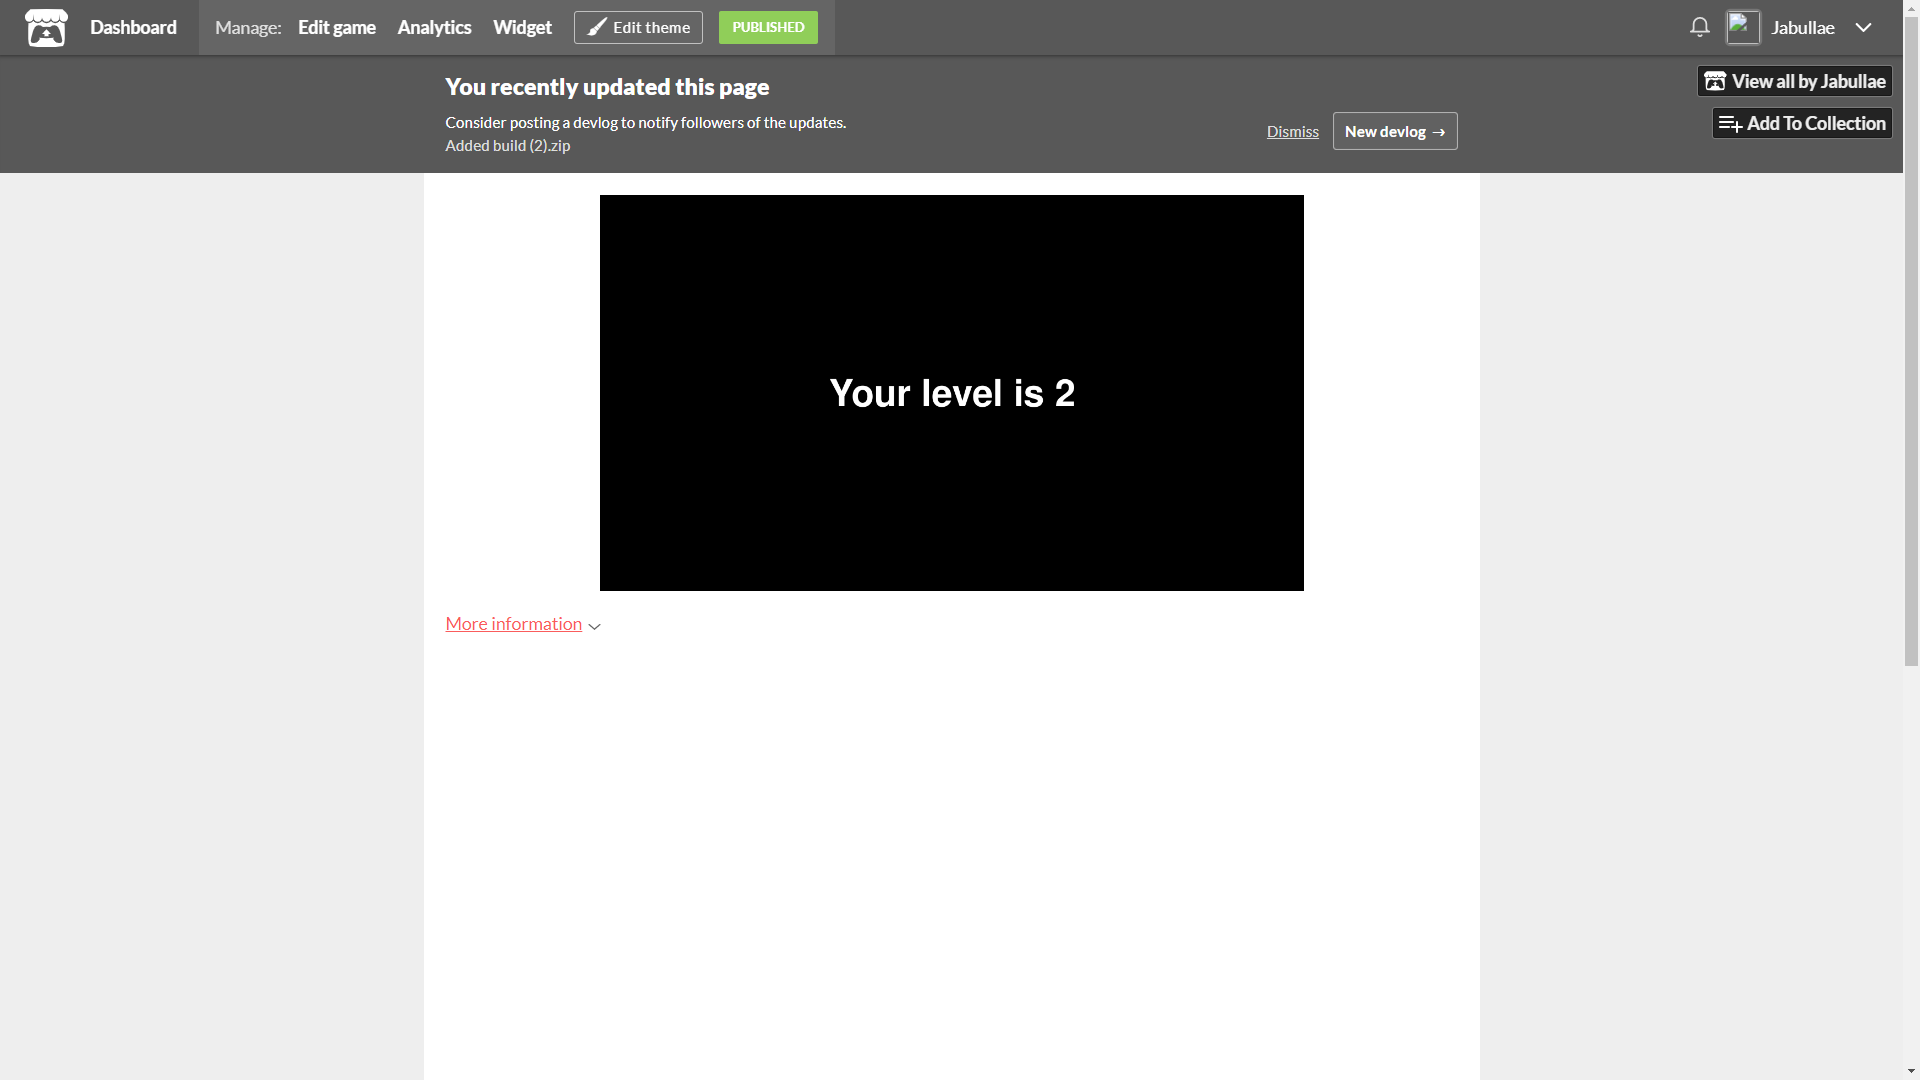 Dashboard
Manage: Edit game Analytics Widget Edit theme PUBLISHED
Jabullae
You recently updated this page
Consider posting a devlog to notify followers of the updates.
Added build (2).zip
Dismiss
New devlog →
View all by Jabullae
Add To Collection
Your level is 2
More information